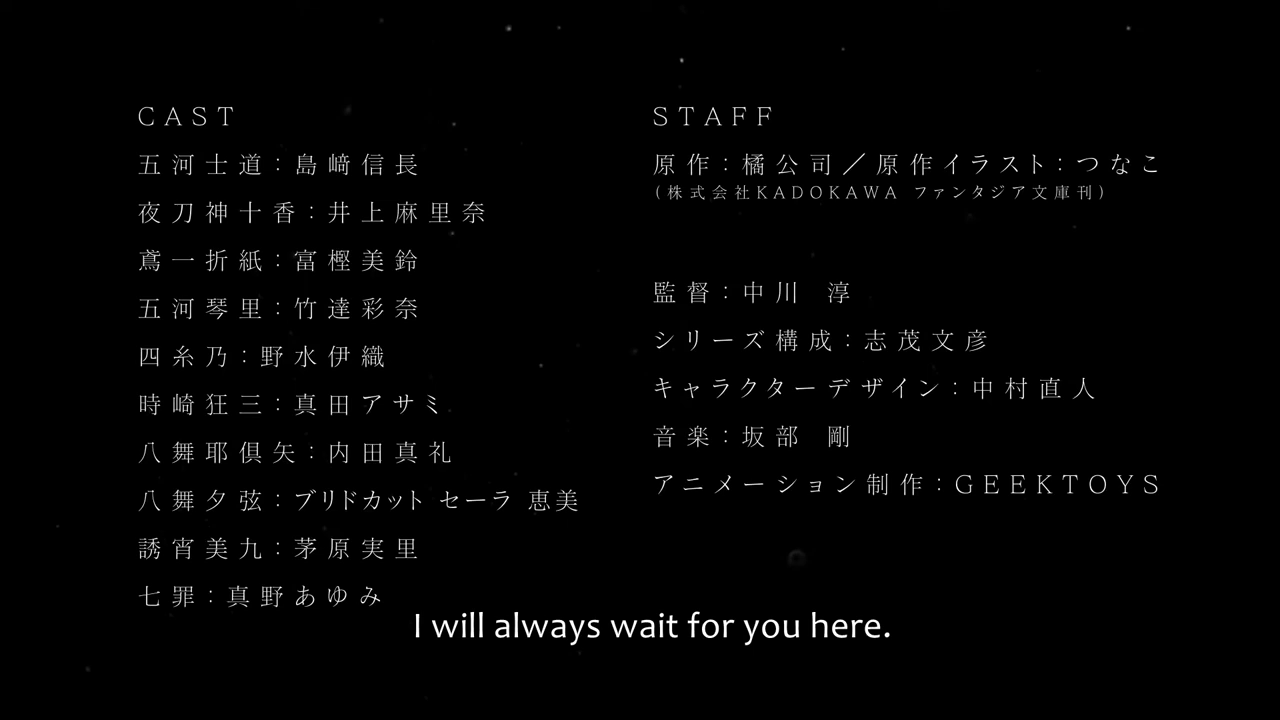 CAST
五河士道：島﨑信長
夜刀神十香：井上麻里奈
鳶一折紙：富樫美鈴
五河琴里：竹達彩奈
四糸乃：野水伊織
時崎狂三：真田アサミ
八舞耶倶矢：内田真礼
八舞夕弦：ブリドカット セーラ 恵美
誘宵美九：茅原実里
七罪：真野あゆみ
STAFF
原作：橘公司／原作イラスト：つなこ
(株式会社KADOKAWA ファンタジア文庫刊)
監督：中川 淳
シリーズ構成：志茂文彦
キャラクターデザイン：中村直人
音楽：坂部 剛
アニメーション制作：GEEKTOYS
I will always wait for you here.